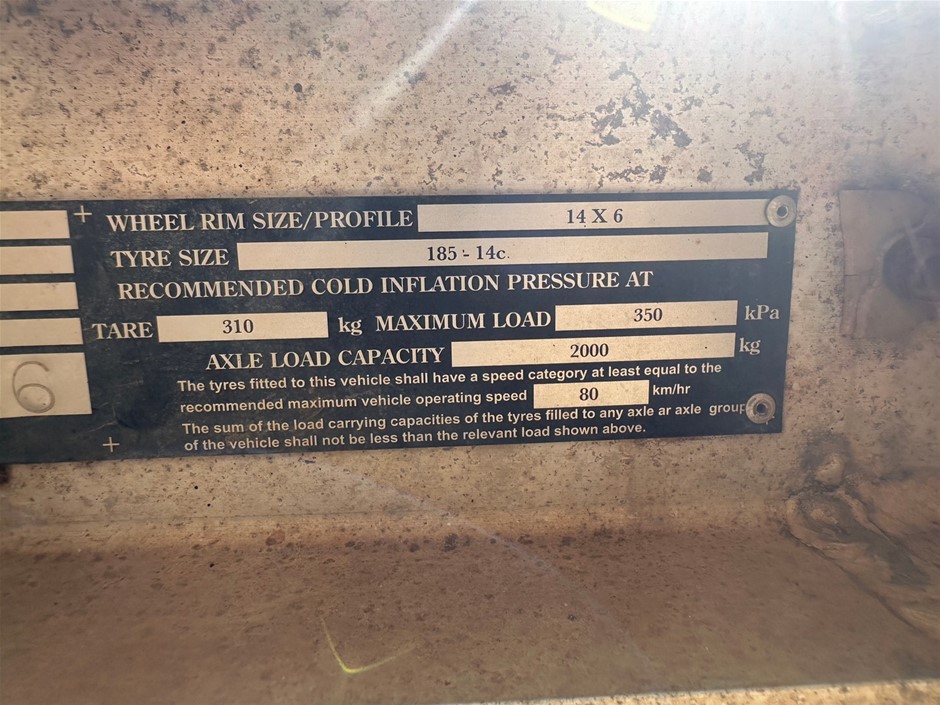 WHEEL RIM SIZE/PROFILE 14 X 6
TYRE SIZE 185 - 14c.
RECOMMENDED COLD INFLATION PRESSURE AT
TARE 310 kg MAXIMUM LOAD 350 kPa
AXLE LOAD CAPACITY 2000 kg
6
The tyres fitted to this vehicle shall have a speed category at least equal to the
recommended maximum vehicle operating speed 80 km/hr
The sum of the load carrying capacities of the tyres filled to any axle ar axle group
of the vehicle shall not be less than the relevant load shown above.